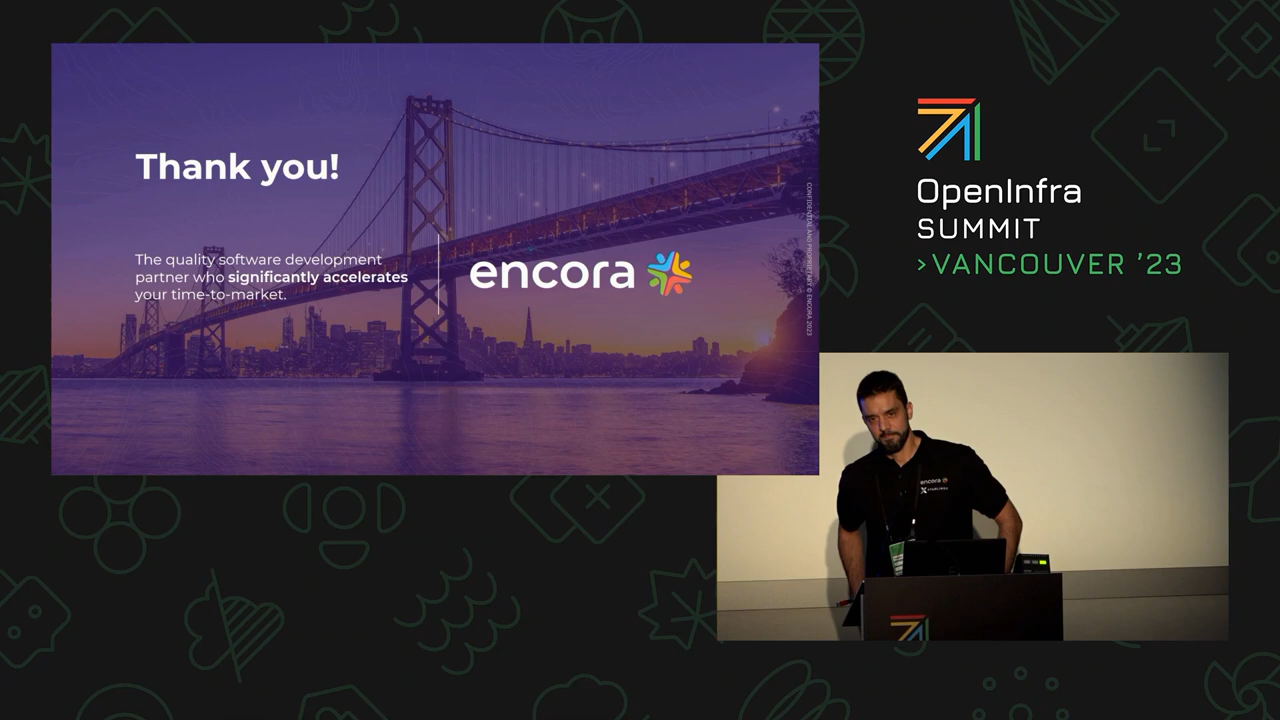 Thank you!
The quality software development
partner who significantly accelerates
your time-to-market.
encora
CONFIDENTIAL AND PROPRIETARY © ENCORA 2023
OpenInfra
SUMMIT
>VANCOUVER ’23
encora
STARLINGX